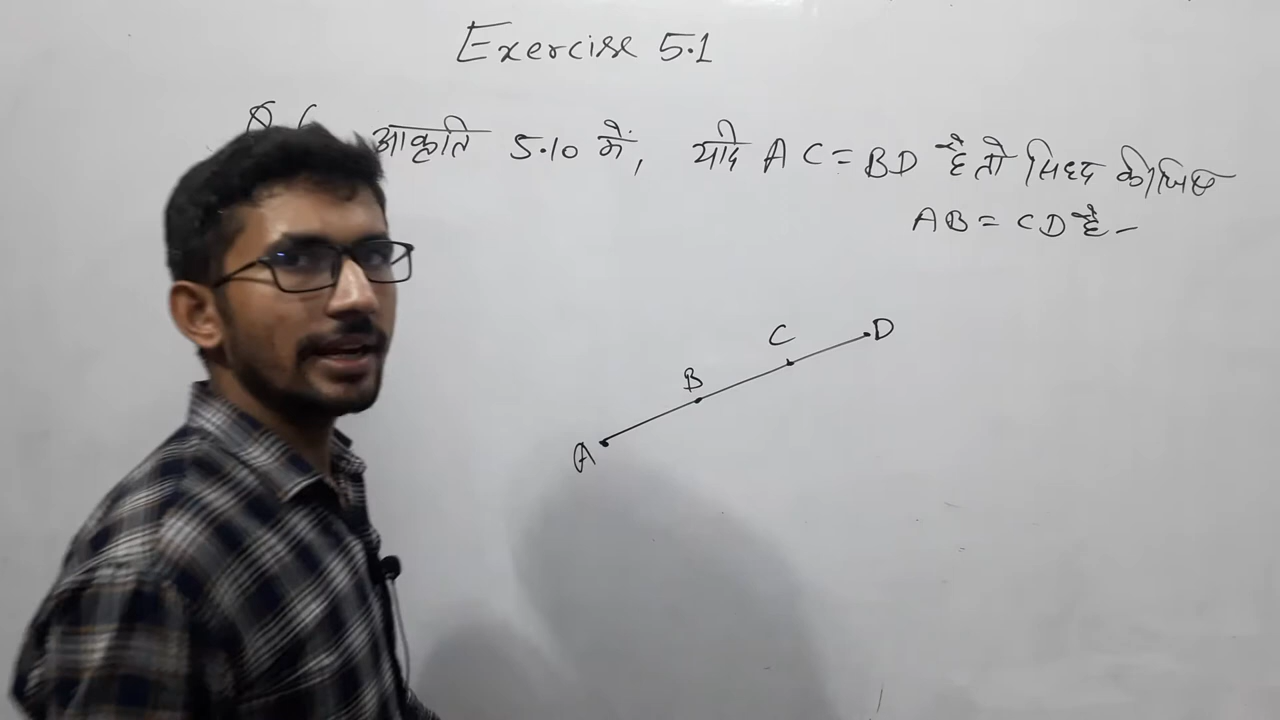 Exercise 5.1
आकृति 5.10 में, यदि AC = BD है तो सिद्ध कीजिए
AB = CD है -
C D
B
A